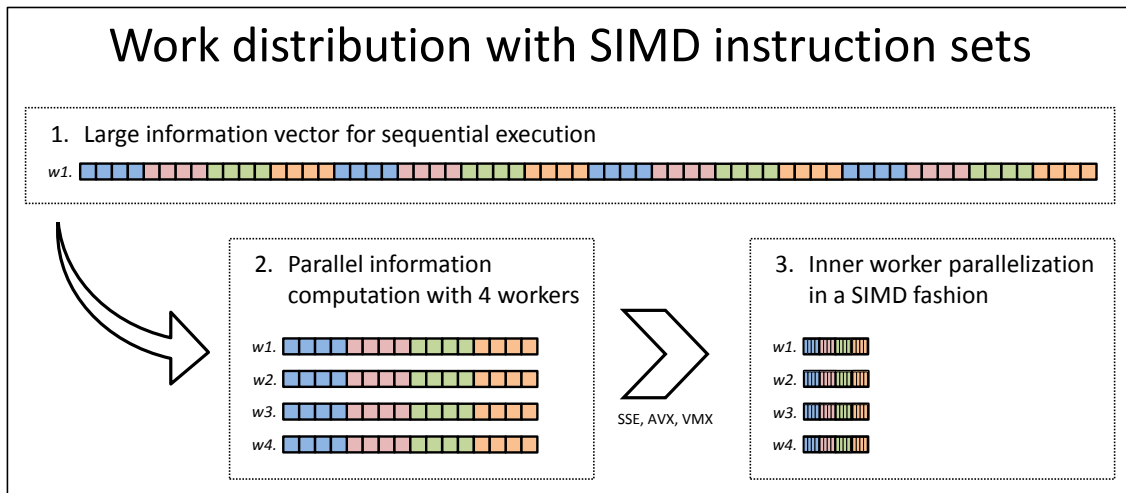 Work distribution with SIMD instruction sets
1. Large information vector for sequential execution
w1.
2. Parallel information
computation with 4 workers
w1.
w2.
w3.
w4.
SSE, AVX, VMX
3. Inner worker parallelization
in a SIMD fashion
w1.
w2.
w3.
w4.